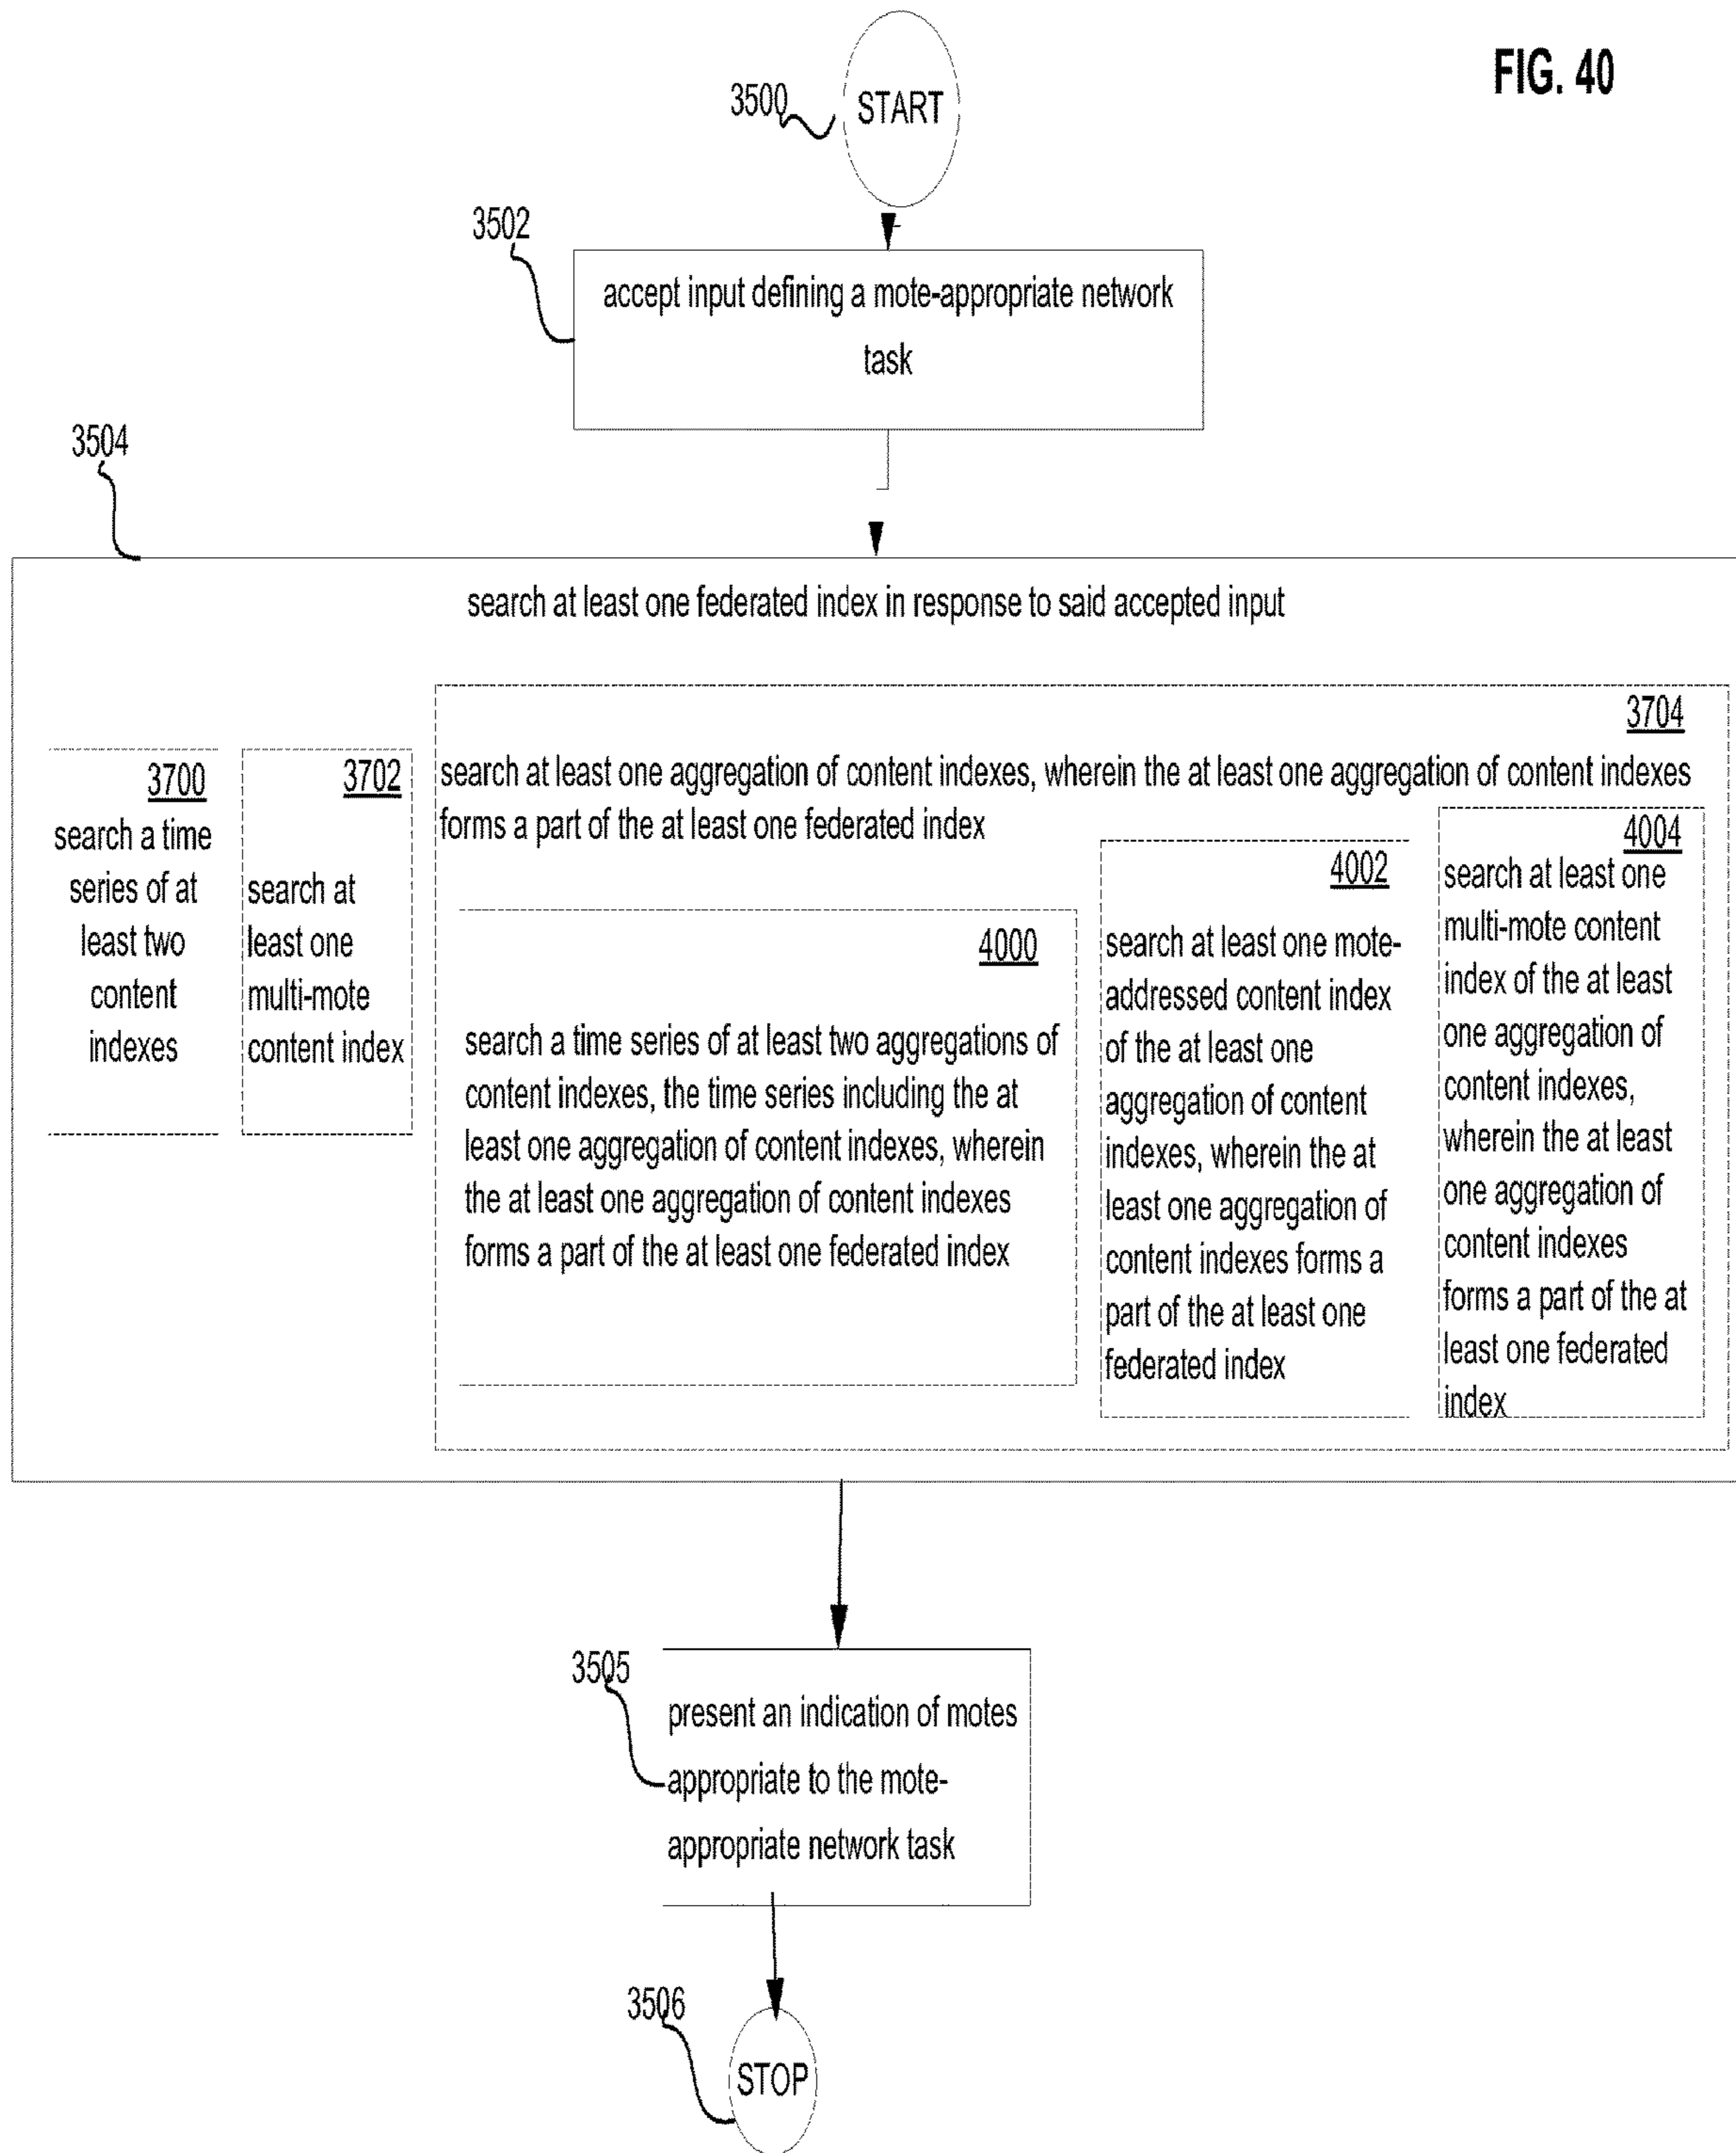 FIG. 40
3500
START
3502
accept input defining a mote-appropriate network
task
3504
search at least one federated index in response to said accepted input
3700
search a time
series of at
least two
content
indexes
3702
search at
least one
multi-mote
content index
3704
search at least one aggregation of content indexes, wherein the at least one aggregation of content indexes
forms a part of the at least one federated index
4000
search a time series of at least two aggregations of
content indexes, the time series including the at
least one aggregation of content indexes, wherein
the at least one aggregation of content indexes
forms a part of the at least one federated index
4002
search at least one mote-
addressed content index
of the at least one
aggregation of content
indexes, wherein the at
least one aggregation of
content indexes forms a
part of the at least one
federated index
4004
search at least one
multi-mote content
index of the at least
one aggregation of
content indexes,
wherein the at least
one aggregation of
content indexes
forms a part of the at
least one federated
index
3505
present an indication of motes
appropriate to the mote-
appropriate network task
3506
STOP